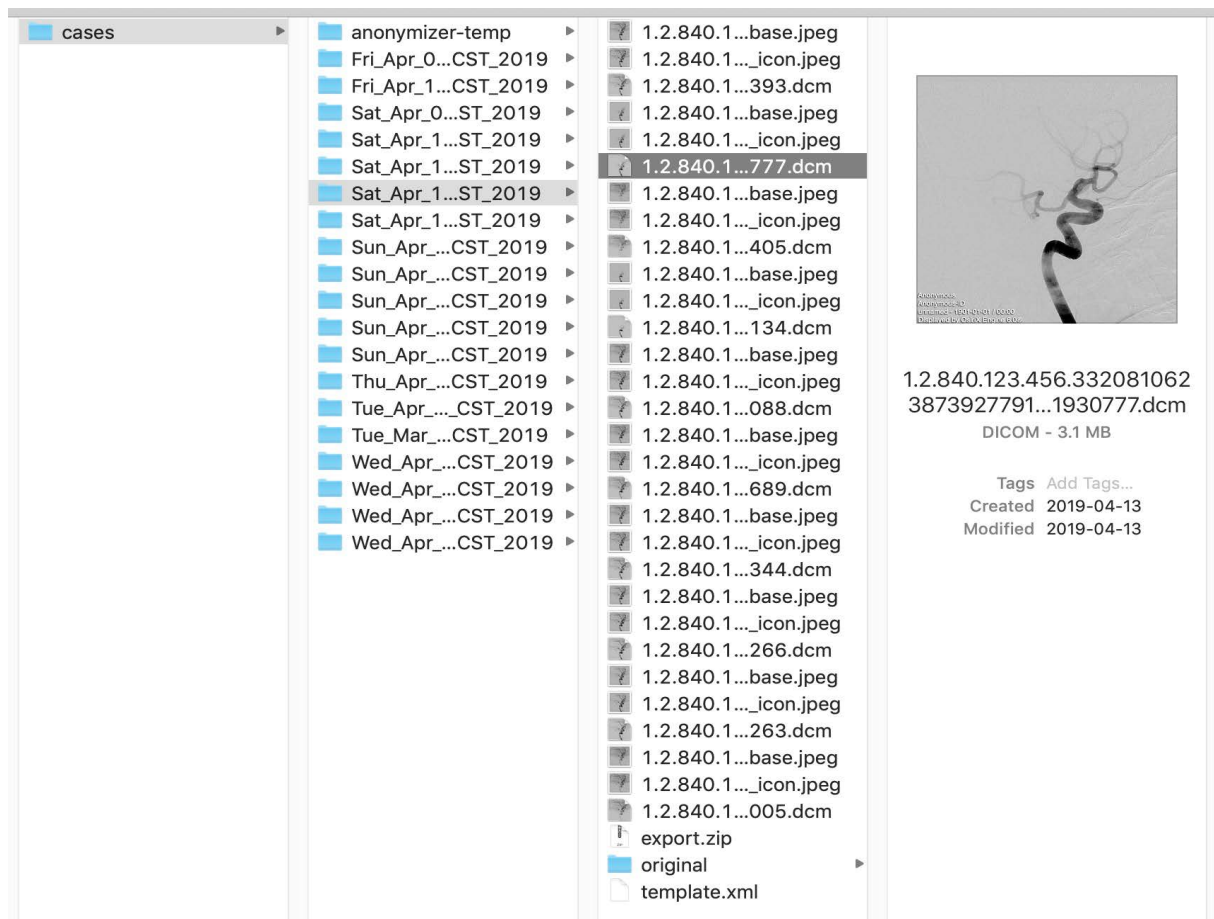 cases
anonymizer-temp
Fri_Apr_0...CST_2019
Fri_Apr_1...CST_2019
Sat_Apr_0...ST_2019
Sat_Apr_1...ST_2019
Sat_Apr_1...ST_2019
Sat_Apr_1...ST_2019
Sat_Apr_1...ST_2019
Sun_Apr_...CST_2019
Sun_Apr_...CST_2019
Sun_Apr_...CST_2019
Sun_Apr_...CST_2019
Sun_Apr_...CST_2019
Thu_Apr_...CST_2019
Tue_Apr_..._CST_2019
Tue_Mar_...CST_2019
Wed_Apr_...CST_2019
Wed_Apr_...CST_2019
Wed_Apr_...CST_2019
Wed_Apr_...CST_2019
1.2.840.1...base.jpeg
1.2.840.1..._icon.jpeg
1.2.840.1...393.dcm
1.2.840.1...base.jpeg
1.2.840.1..._icon.jpeg
1.2.840.1...777.dcm
1.2.840.1...base.jpeg
1.2.840.1..._icon.jpeg
1.2.840.1...405.dcm
1.2.840.1...base.jpeg
1.2.840.1..._icon.jpeg
1.2.840.1...134.dcm
1.2.840.1...base.jpeg
1.2.840.1..._icon.jpeg
1.2.840.1...088.dcm
1.2.840.1...base.jpeg
1.2.840.1..._icon.jpeg
1.2.840.1...689.dcm
1.2.840.1...base.jpeg
1.2.840.1..._icon.jpeg
1.2.840.1...344.dcm
1.2.840.1...base.jpeg
1.2.840.1..._icon.jpeg
1.2.840.1...266.dcm
1.2.840.1...base.jpeg
1.2.840.1..._icon.jpeg
1.2.840.1...263.dcm
1.2.840.1...base.jpeg
1.2.840.1..._icon.jpeg
1.2.840.1...005.dcm
export.zip
original
template.xml
Anonymous
Displayed by
1.2.840.123.456.332081062
3873927791...1930777.dcm
DICOM - 3.1 MB
Tags Add Tags...
Created 2019-04-13
Modified 2019-04-13